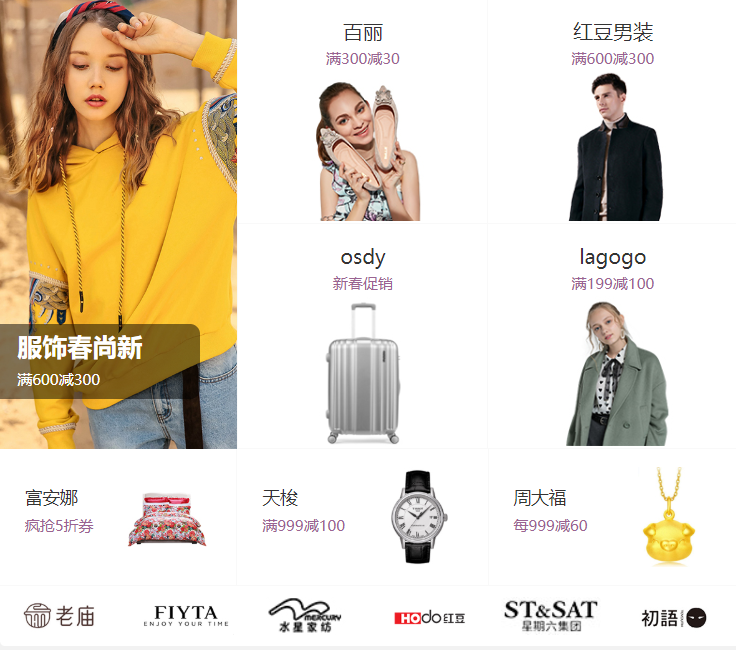 服饰春尚新
满600减300
百丽
满300减30
红豆男装
满600减300
osdy
新春促销
lagogo
满199减100
富安娜
疯抢5折券
天梭
满999减100
周大福
每999减60
老庙
FIYTA
ENJOY YOUR TIME
MERCURY
水星家纺
HOdo红豆
ST&SAT
星期六集团
初語